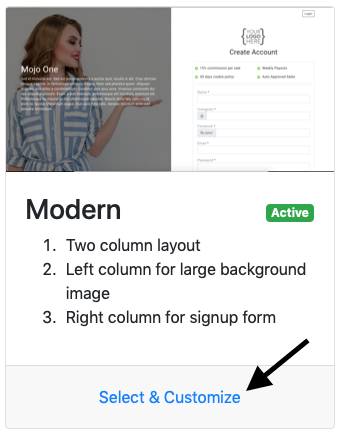 Login
{YOUR
LOGO
HERE}
Mojo One
Create Account
15% commission per sale
Weekly Payouts
90 days cookie policy
Auto Approved Sales
Name *
Instagram *
@
Facebook *
fb.com/
Email *
Password *
Modern
Active
1. Two column layout
2. Left column for large background
image
3. Right column for signup form
Select & Customize